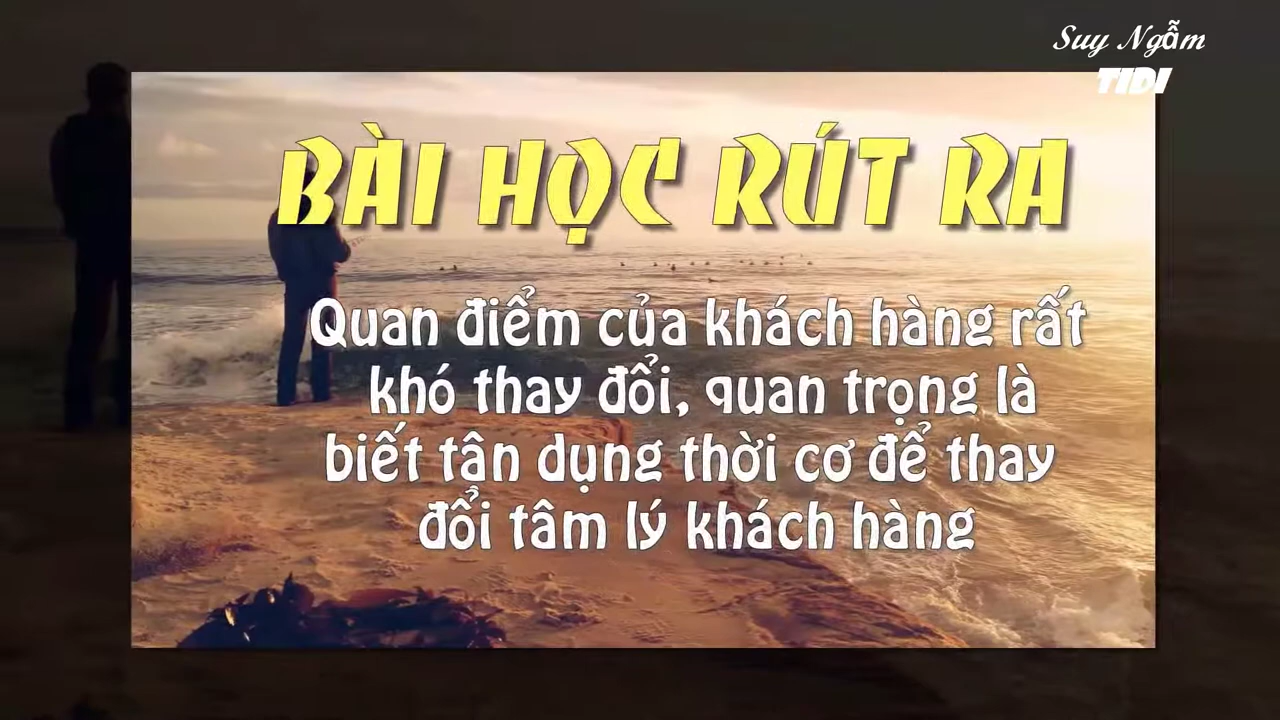 Suy Ngẫm
TIDI
BÀI HỌC RÚT RA
Quan điểm của khách hàng rất
khó thay đổi, quan trọng là
biết tận dụng thời cơ để thay
đổi tâm lý khách hàng